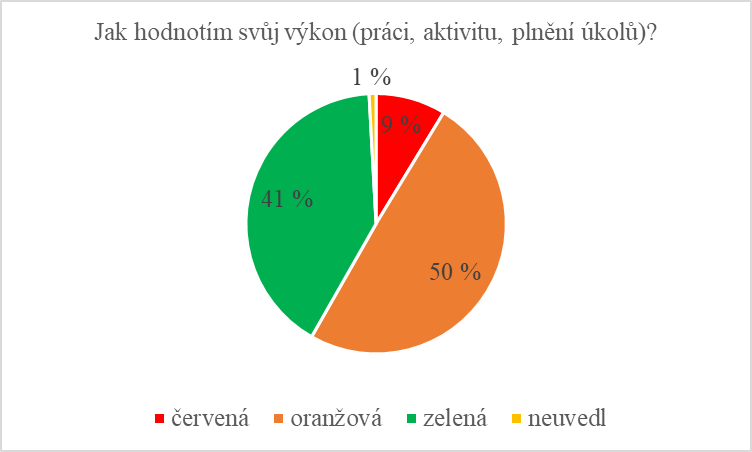 Jak hodnotím svůj výkon (práci, aktivitu, plnění úkolů)?
1 %
9 %
41 %
50 %
červená oranžová zelená neuvedl